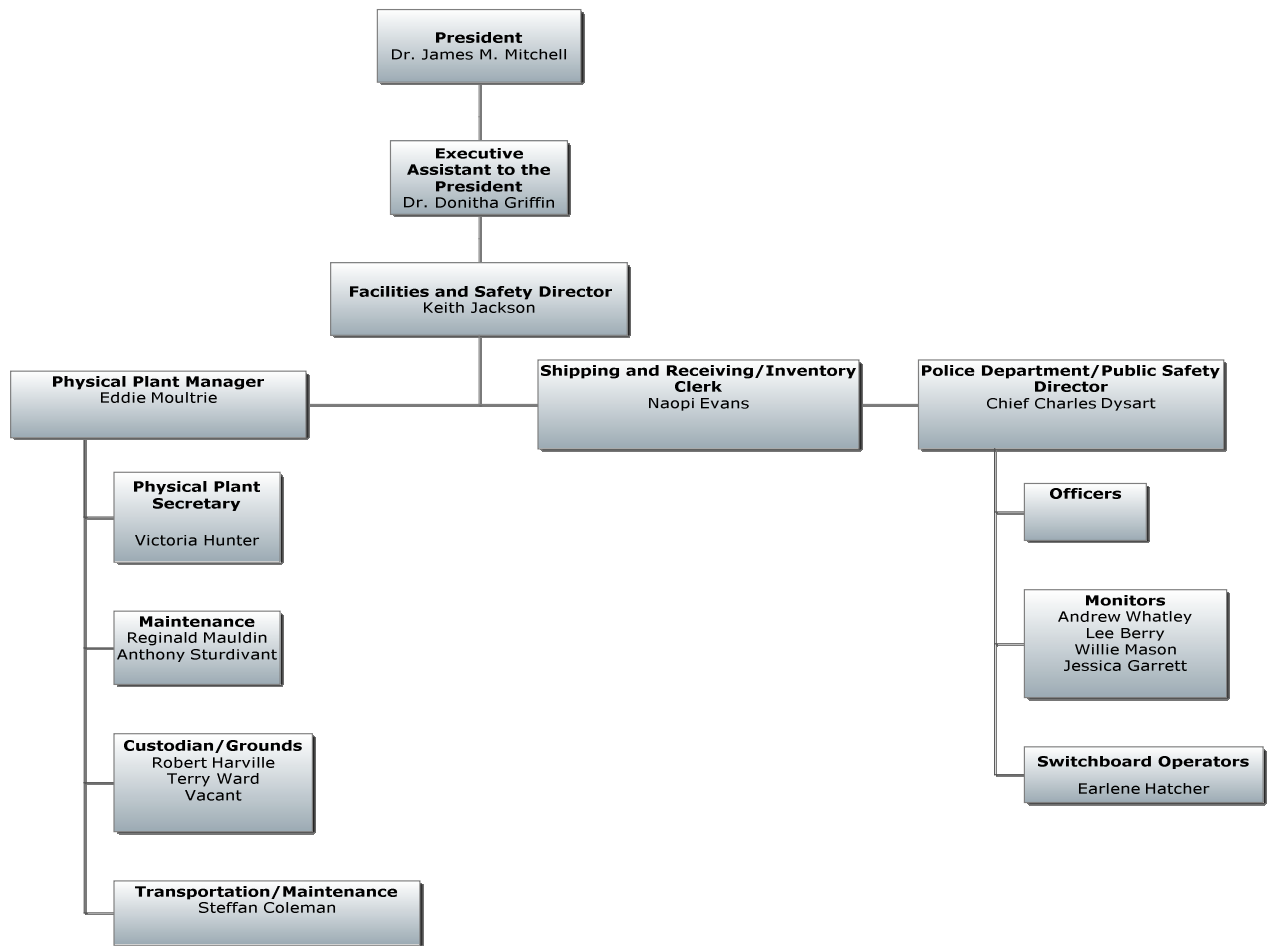 President
Dr. James M. Mitchell
Executive
Assistant to the
President
Dr. Donitha Griffin
Facilities and Safety Director
Keith Jackson
Physical Plant Manager
Eddie Moultrie
Shipping and Receiving/Inventory
Clerk
Naopi Evans
Police Department/Public Safety
Director
Chief Charles Dysart
Physical Plant
Secretary
Victoria Hunter
Maintenance
Reginald Mauldin
Anthony Sturdivant
Custodian/Grounds
Robert Harville
Terry Ward
Vacant
Transportation/Maintenance
Steffan Coleman
Officers
Monitors
Andrew Whatley
Lee Berry
Willie Mason
Jessica Garrett
Switchboard Operators
Earlene Hatcher